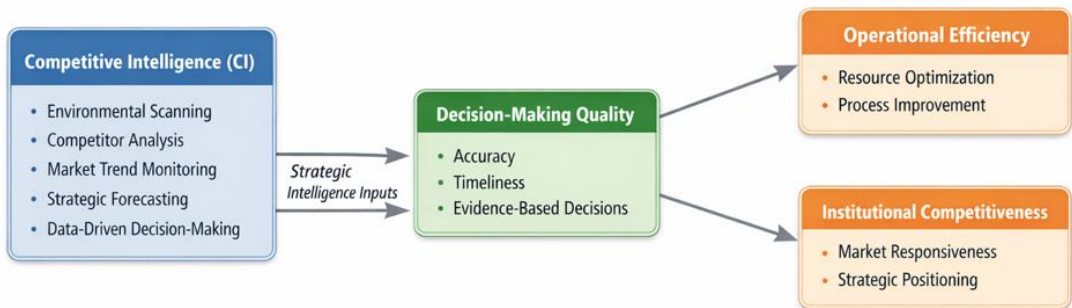 Competitive Intelligence (CI)
• Environmental Scanning
• Competitor Analysis
• Market Trend Monitoring
• Strategic Forecasting
• Data-Driven Decision-Making
Strategic
Intelligence Inputs
Decision-Making Quality
• Accuracy
• Timeliness
• Evidence-Based Decisions
Operational Efficiency
• Resource Optimization
• Process Improvement
Institutional Competitiveness
• Market Responsiveness
• Strategic Positioning